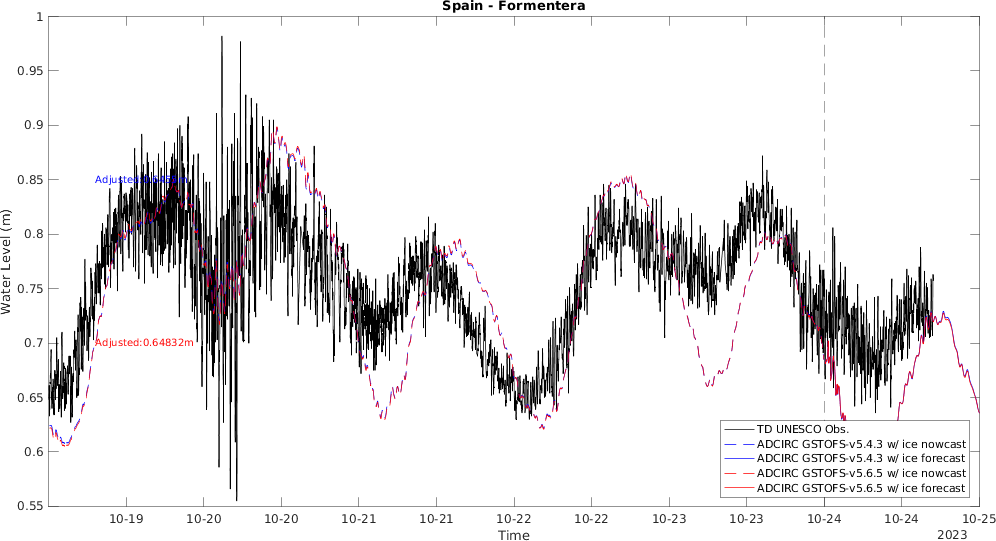 Spain - Formentera
1
0.95
0.9
0.85
0.8
0.75
0.7
0.65
0.6
0.55
Water Level (m)
Adjusted:
Adjusted:0.64832m
TD UNESCO Obs.
ADCIRC GSTOFS-v5.4.3 w/ ice nowcast
ADCIRC GSTOFS-v5.4.3 w/ ice forecast
ADCIRC GSTOFS-v5.6.5 w/ ice nowcast
ADCIRC GSTOFS-v5.6.5 w/ ice forecast
10-19 10-20 10-20 10-21 10-21 10-22 10-22 10-23 10-23 10-24 10-24 10-25
Time
2023